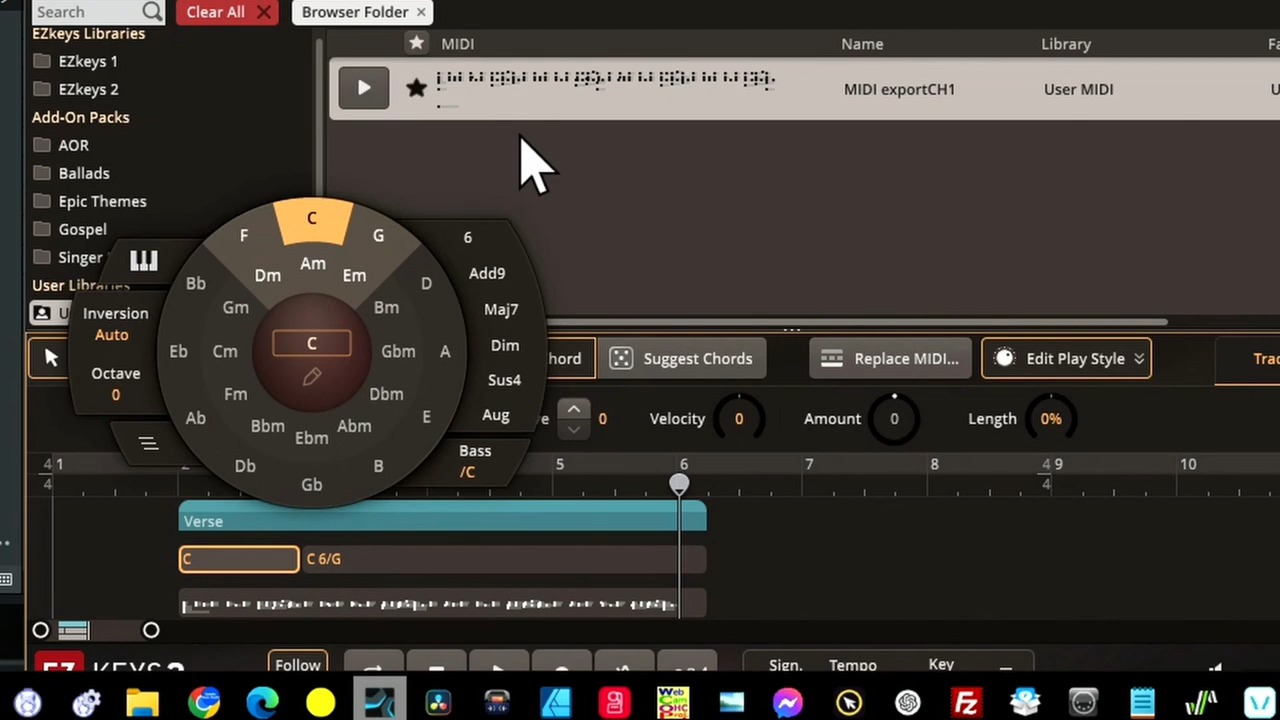 Search
Clear All
Browser Folder
EZkeys Libraries
EZkeys 1
EZkeys 2
Add-On Packs
AOR
Ballads
Epic Themes
Gospel
Singer
User Libraries
MIDI
Name
Library
MIDI exportCH1
User MIDI
C
F
G
Bb
D
Eb
A
Ab
E
Db
B
Gb
Am
Dm
Em
Gm
Bm
Cm
Gbm
Fm
Dbm
Bbm
Abm
Ebm
C
Inversion
Auto
Octave
0
6
Add9
Maj7
Dim
Sus4
Aug
Bass
/C
Suggest Chords
Replace MIDI...
Edit Play Style
0
Velocity
0
Amount
0
Length
0%
4
4
1
5
6
7
8
4
4
9
10
Verse
C
C 6/G
Follow
Sign.
Tempo
Key